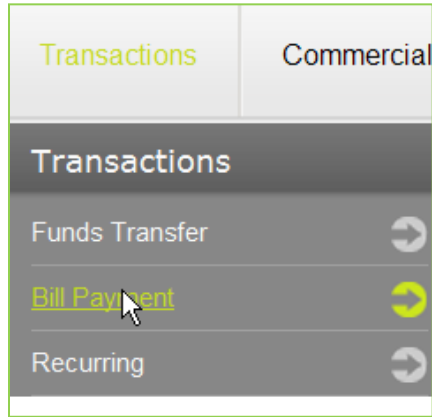 Transactions Commercial
Transactions
Funds Transfer
Bill Payment
Recurring